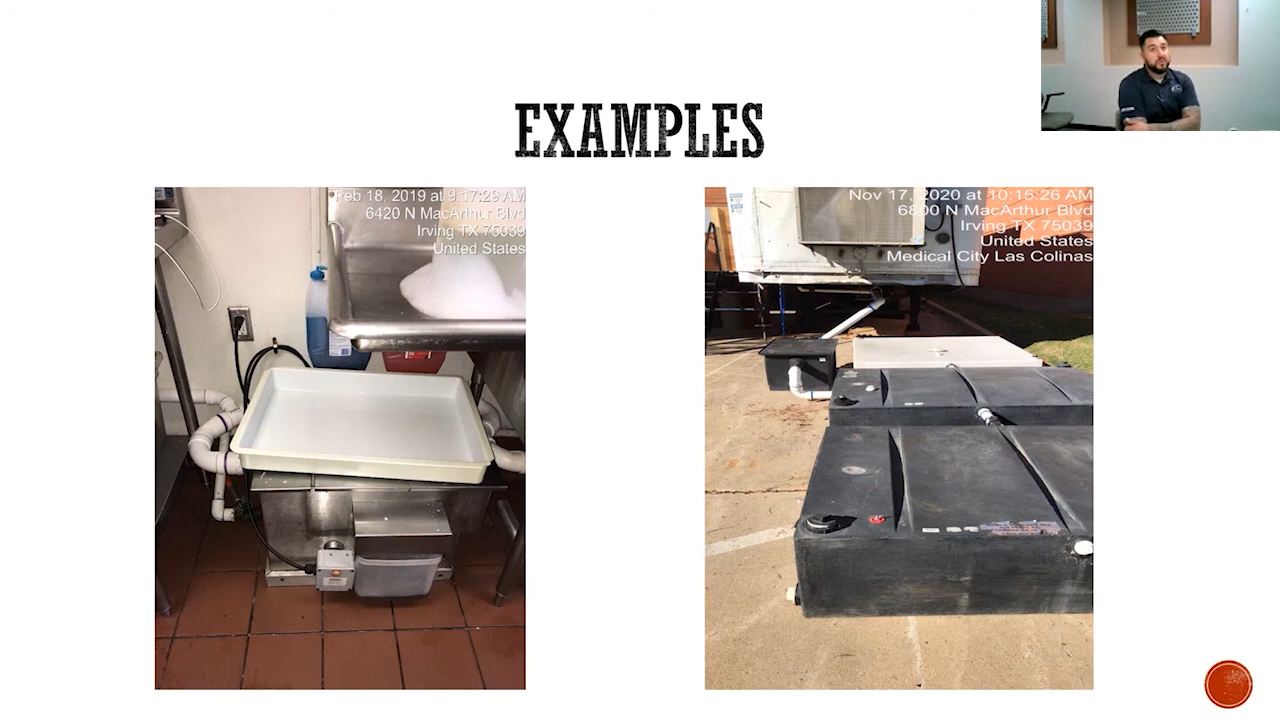 EXAMPLES
Feb 18, 2019 at 9:17:29 AM
6420 N MacArthur Blvd
Irving TX 75039
United States
Nov 17, 2020 at 10:15:26 AM
6800 N MacArthur Blvd
Irving TX 75039
United States
Medical City Las Colinas